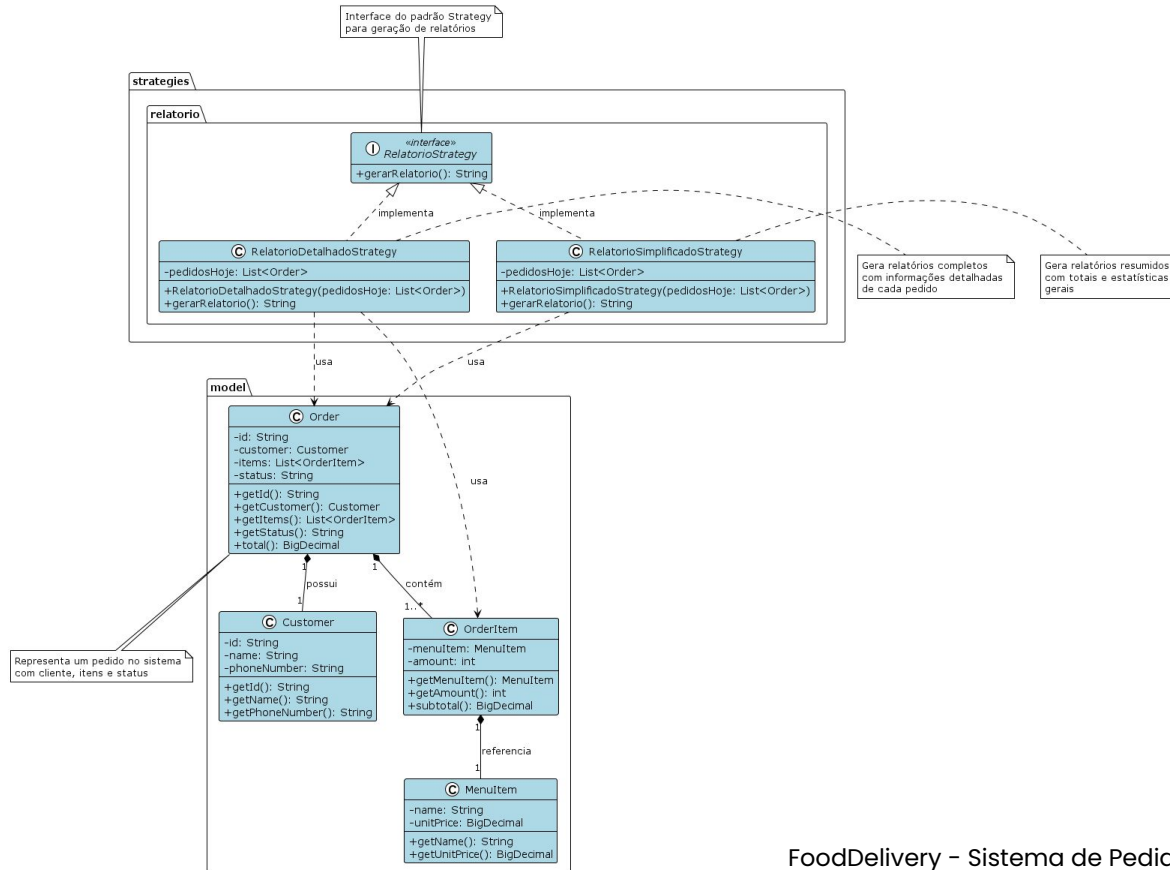 Interface do padrão Strategy
para geração de relatórios
strategies
relatorio
I
«interface»
RelatorioStrategy
+gerarRelatorio(): String
implementa
implementa
C RelatorioDetalhadoStrategy
-pedidosHoje: List<Order>
+RelatorioDetalhadoStrategy(pedidosHoje: List<Order>)
+gerarRelatorio(): String
C RelatorioSimplificadoStrategy
-pedidosHoje: List<Order>
+RelatorioSimplificadoStrategy(pedidosHoje: List<Order>)
+gerarRelatorio(): String
Gera relatórios completos
com informações detalhadas
de cada pedido
Gera relatórios resumidos
com totais e estatísticas
gerais
usa
usa
usa
model
C Order
-id: String
-customer: Customer
-items: List<OrderItem>
-status: String
+getId(): String
+getCustomer(): Customer
+getItems(): List<OrderItem>
+getStatus(): String
+total(): BigDecimal
1
possui
1
1
contém
1..*
Representa um pedido no sistema
com cliente, itens e status
C Customer
-id: String
-name: String
-phoneNumber: String
+getId(): String
+getName(): String
+getPhoneNumber(): String
C OrderItem
-menuItem: MenuItem
-amount: int
+getMenuItem(): MenuItem
+getAmount(): int
+subtotal(): BigDecimal
1
referencia
1
C MenuItem
-name: String
-unitPrice: BigDecimal
+getName(): String
+getUnitPrice(): BigDecimal
FoodDelivery - Sistema de